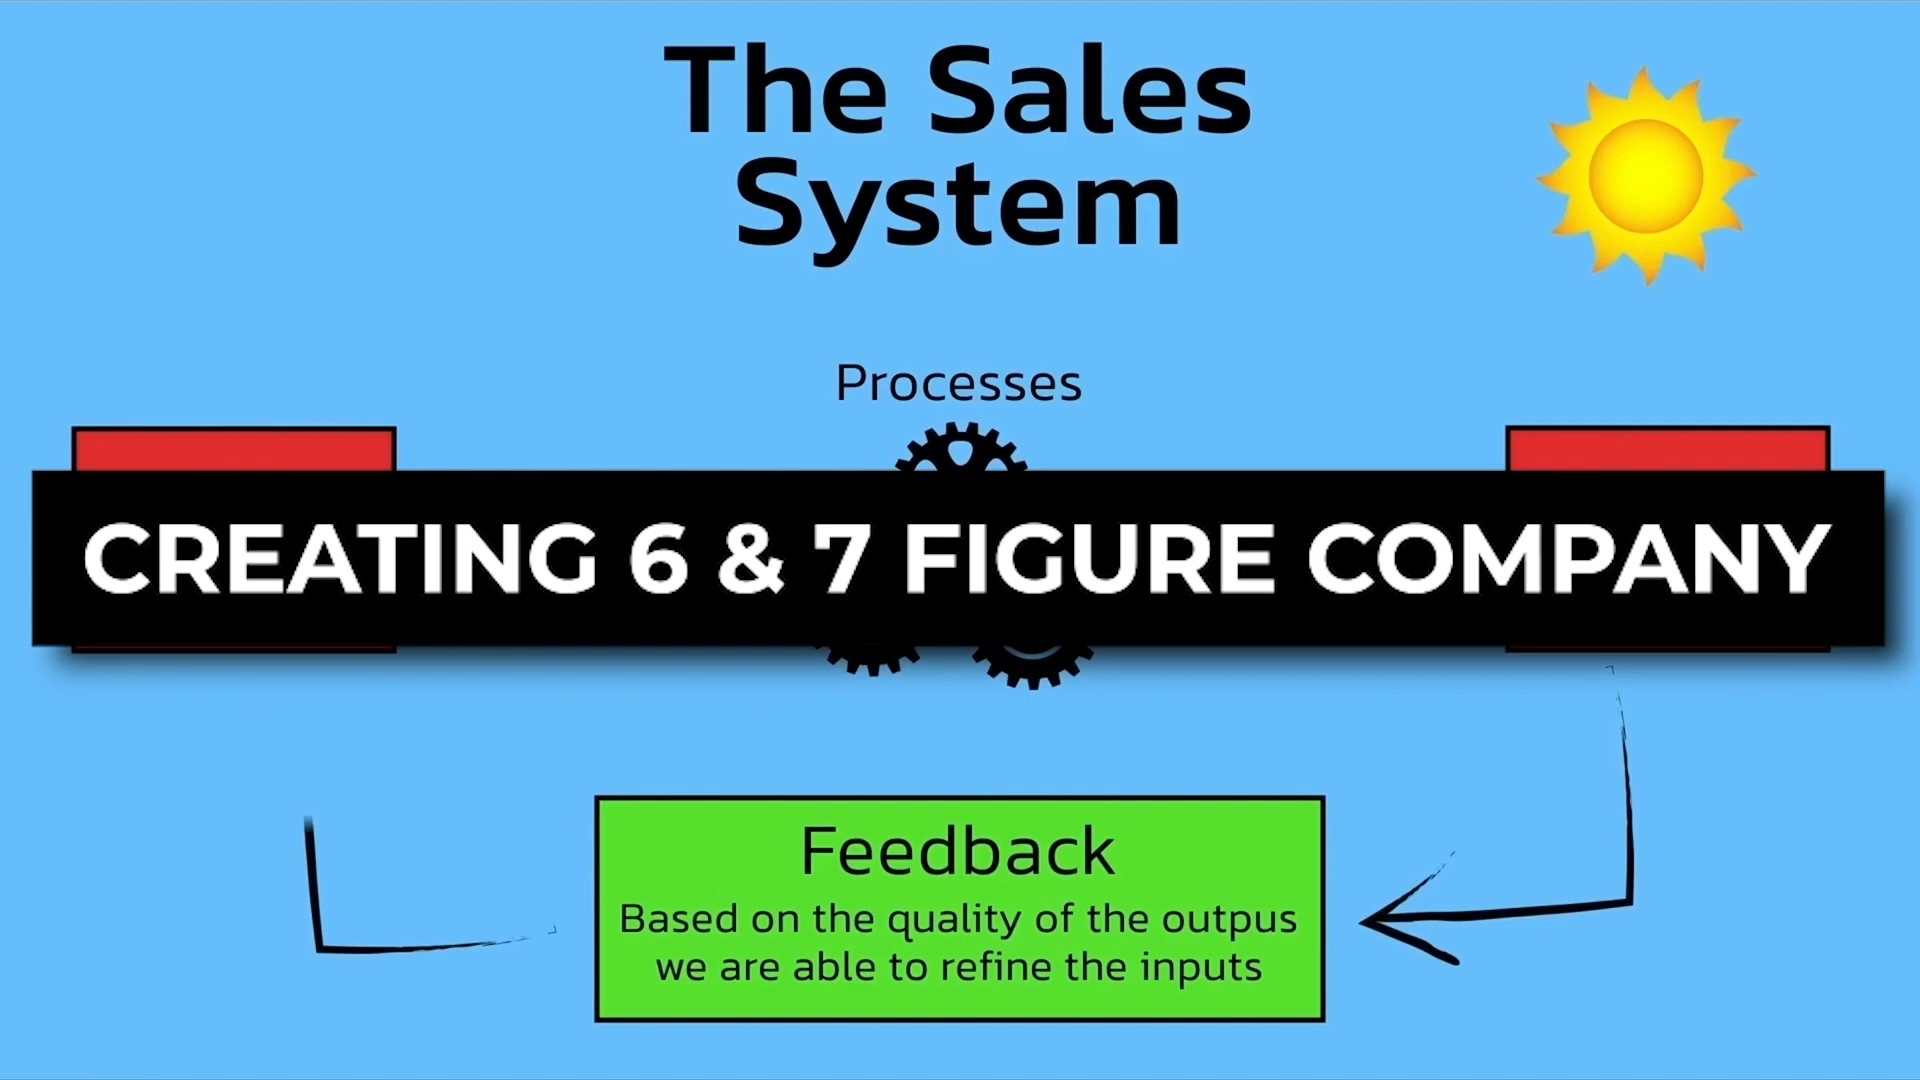 The Sales
System
Processes
CREATING 6 & 7 FIGURE COMPANY
Feedback
Based on the quality of the outpus
we are able to refine the inputs